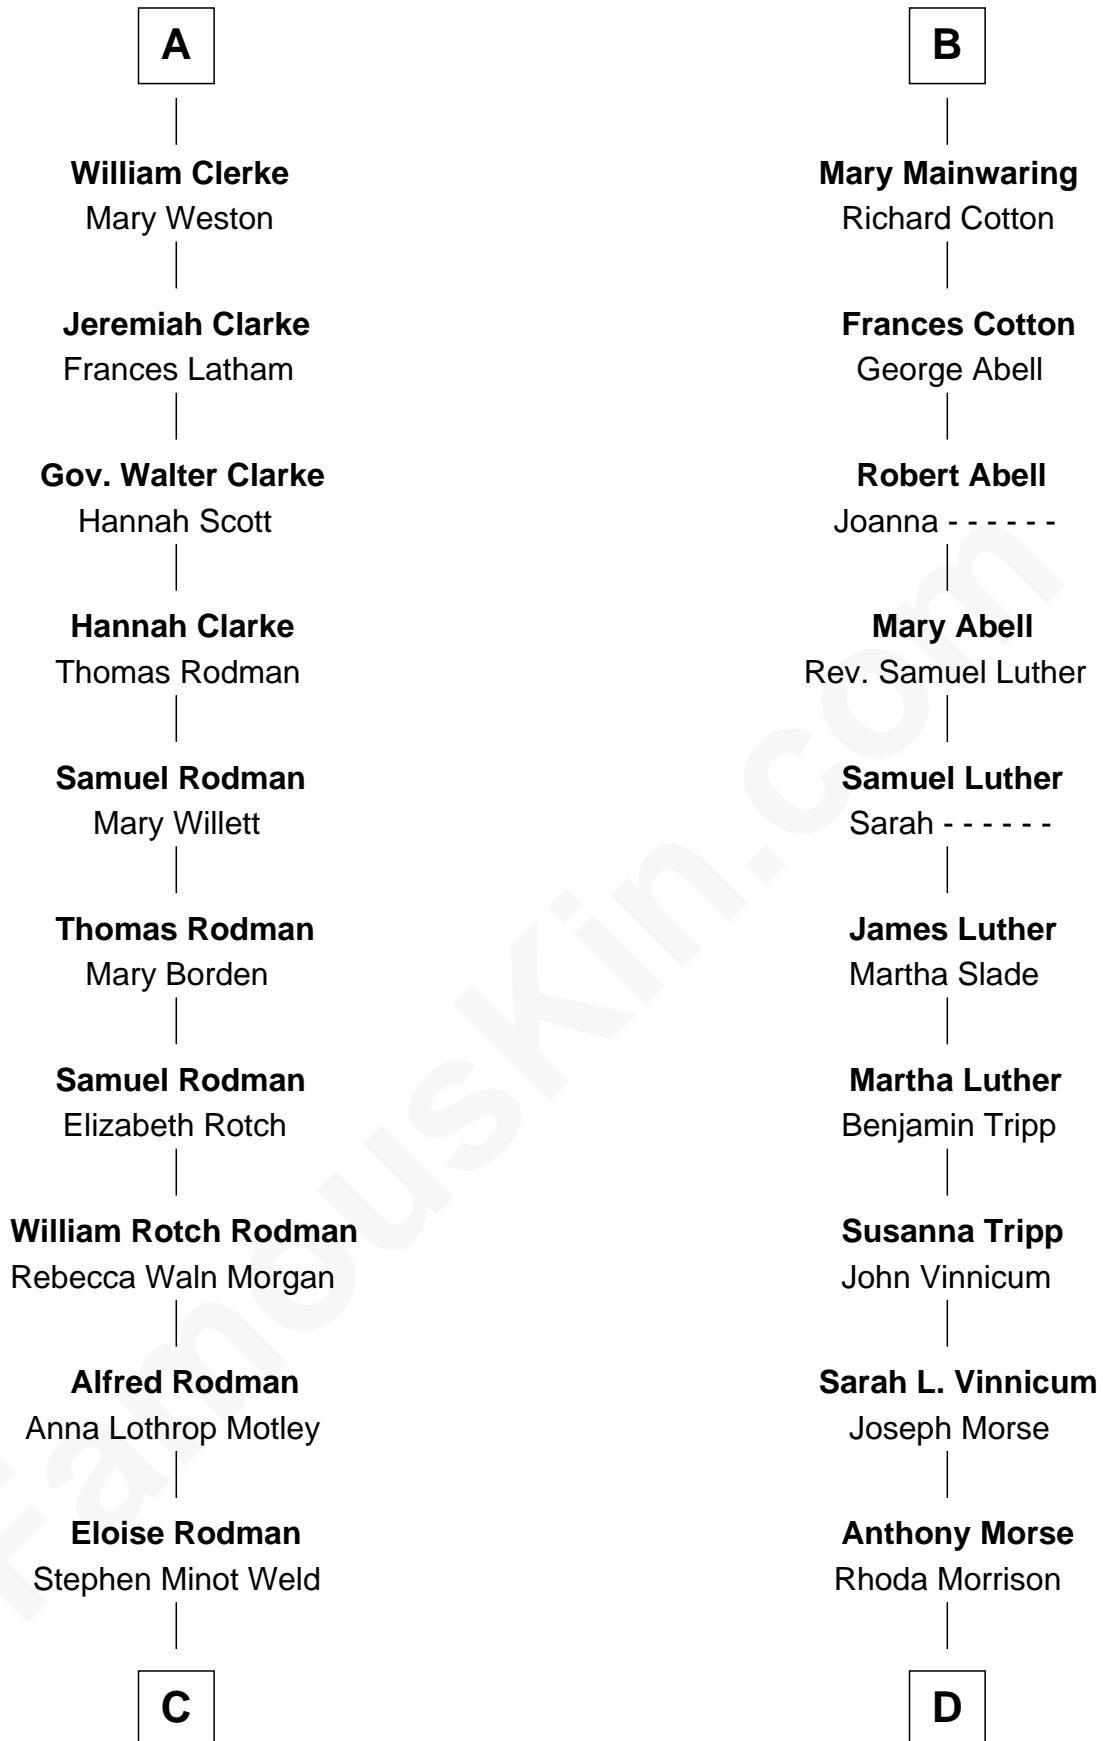 A
William Clerke
Mary Weston
Jeremiah Clarke
Frances Latham
Gov. Walter Clarke
Hannah Scott
Hannah Clarke
Thomas Rodman
Samuel Rodman
Mary Willett
Thomas Rodman
Mary Borden
Samuel Rodman
Elizabeth Rotch
William Rotch Rodman
Rebecca Waln Morgan
Alfred Rodman
Anna Lothrop Motley
Eloise Rodman
Stephen Minot Weld
C
B
Mary Mainwaring
Richard Cotton
Frances Cotton
George Abell
Robert Abell
Joanna - - - - - -
Mary Abell
Rev. Samuel Luther
Samuel Luther
Sarah - - - - - -
James Luther
Martha Slade
Martha Luther
Benjamin Tripp
Susanna Tripp
John Vinnicum
Sarah L. Vinnicum
Joseph Morse
Anthony Morse
Rhoda Morrison
D
FamousKin.com